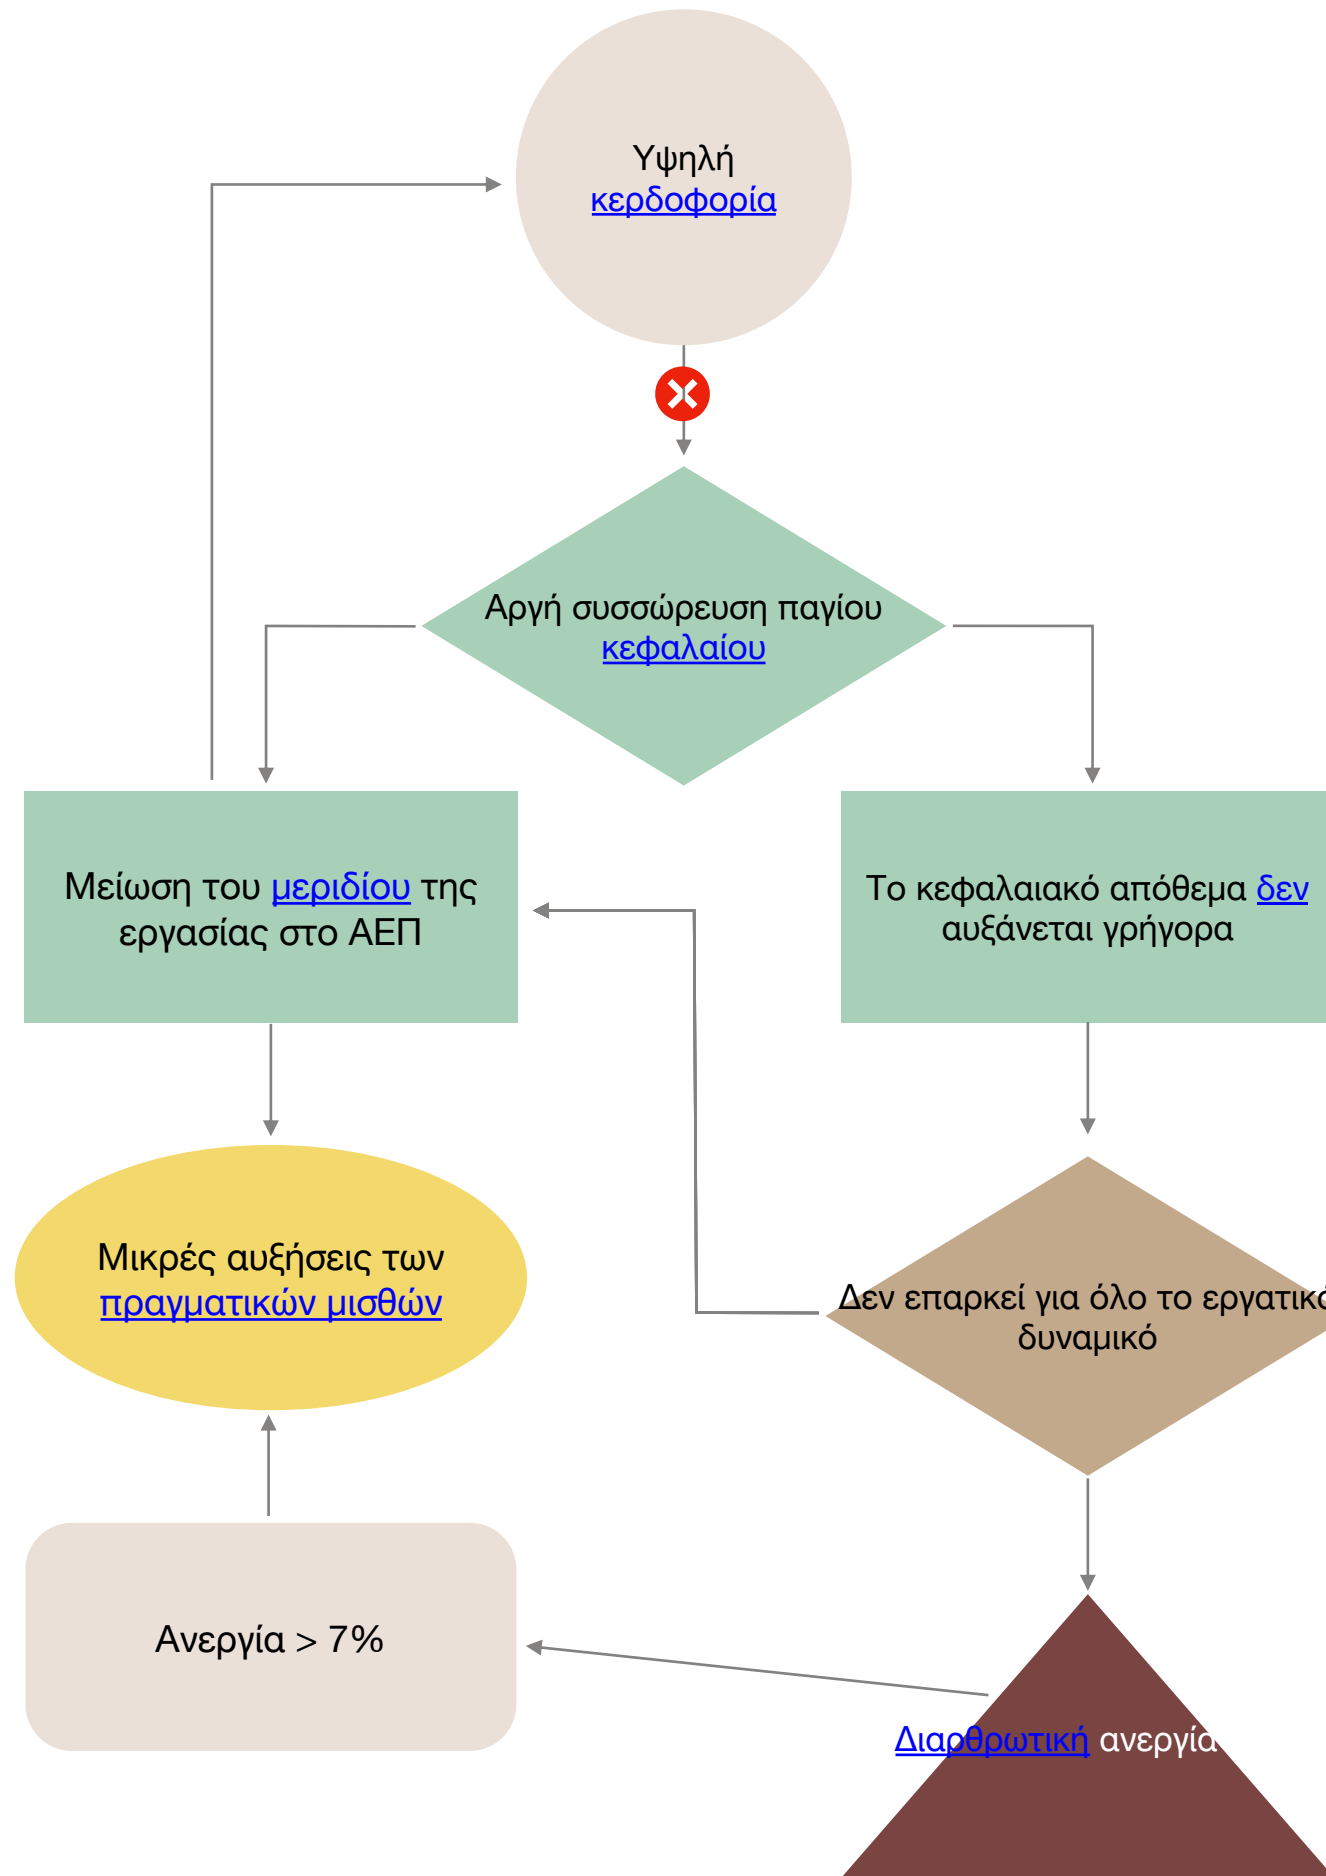 Υψηλή
κερδοφορία
Αργή συσσώρευση παγίου
κεφαλαίου
Μείωση του μεριδίου της
εργασίας στο ΑΕΠ
Το κεφαλαιακό απόθεμα δεν
αυξάνεται γρήγορα
Μικρές αυξήσεις των
πραγματικών μισθών
Δεν επαρκεί για όλο το εργατικό
δυναμικό
Ανεργία > 7%
Διαρθρωτική ανεργία